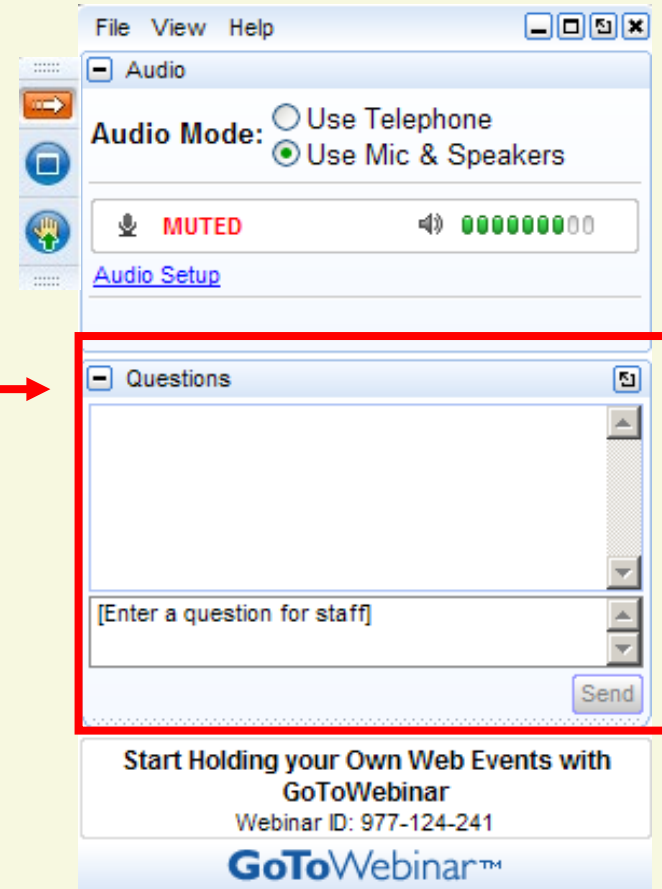 File View Help
Audio
Audio Mode:
Use Telephone
Use Mic & Speakers
MUTED
Audio Setup
Questions
[Enter a question for staff]
Send
Start Holding your Own Web Events with
GoToWebinar
Webinar ID: 977-124-241
GoToWebinar™